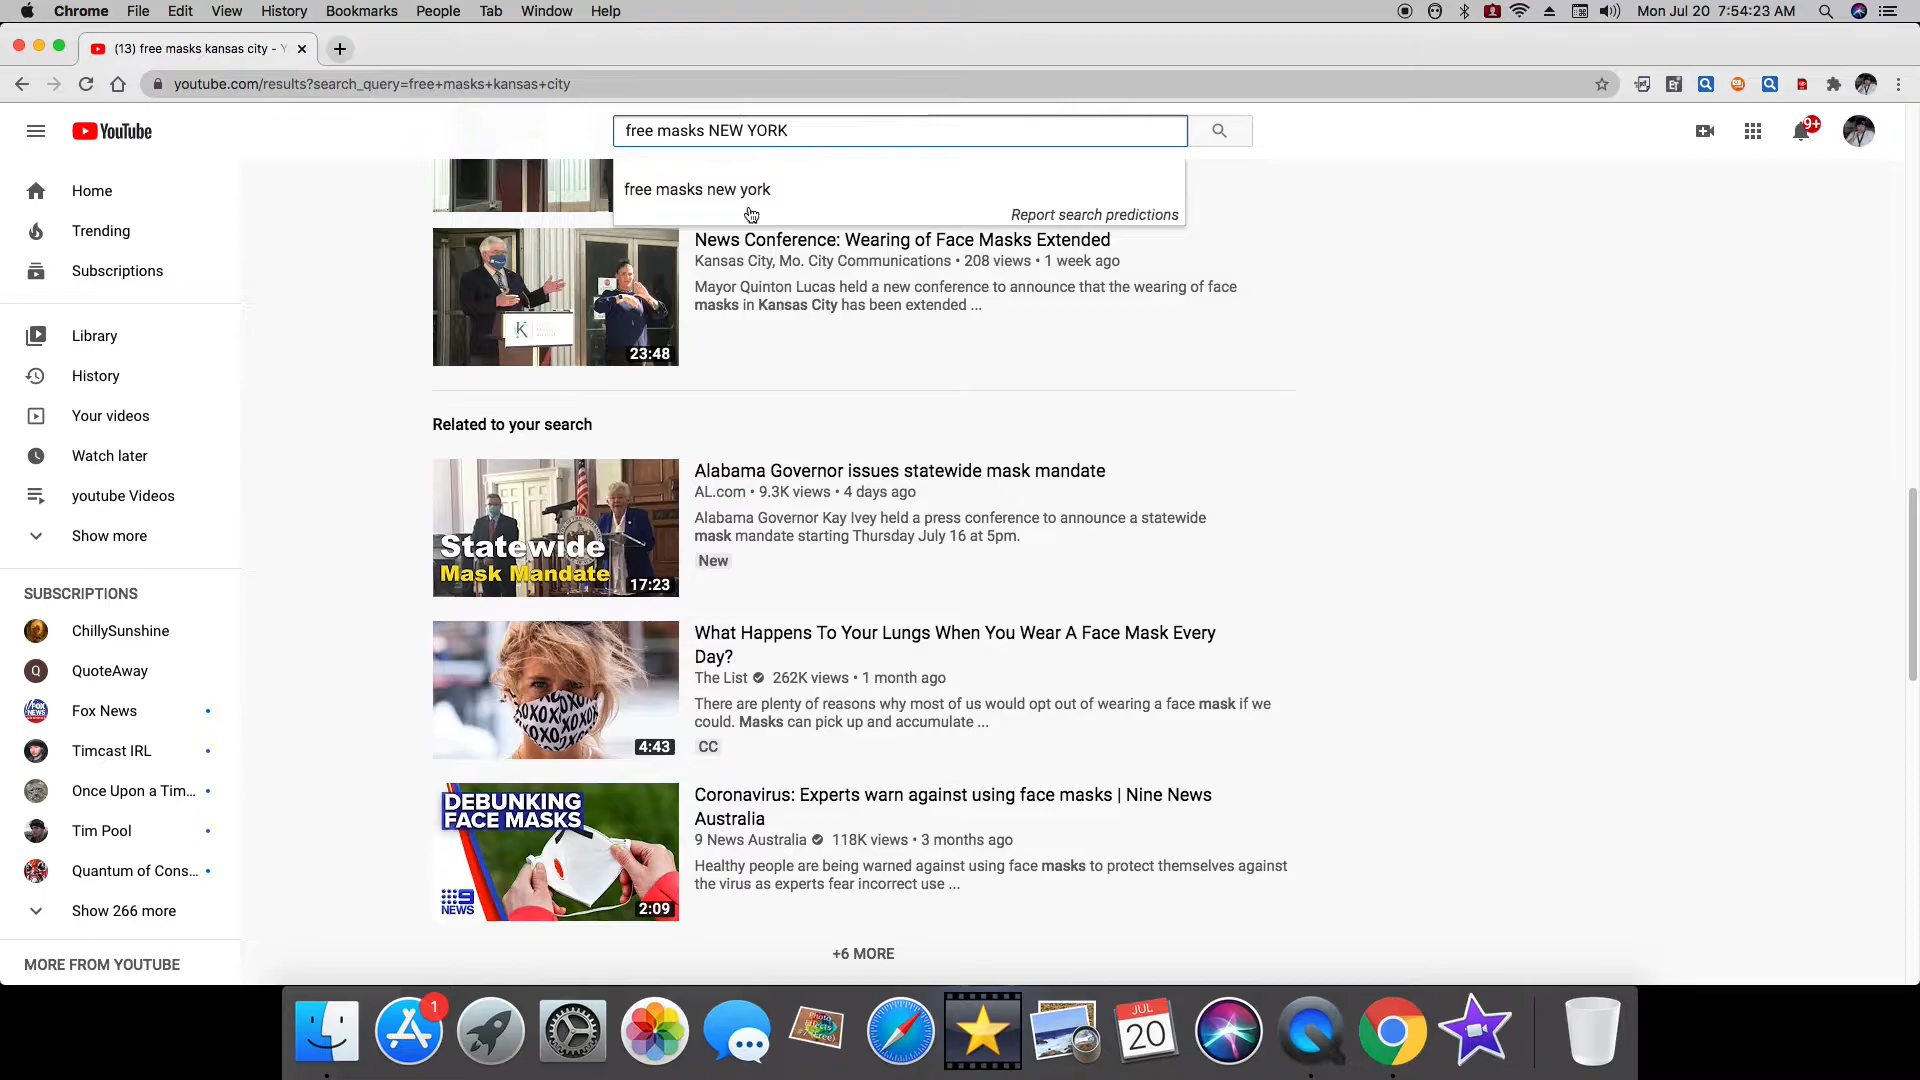 Chrome File Edit View History Bookmarks People Tab Window Help
Mon Jul 20 7:54:23 AM
(13) free masks kansas city - Y
youtube.com/results?search_query=free+masks+kansas+city
YouTube
free masks NEW YORK
9+
free masks new york
Report search predictions
Home
Trending
Subscriptions
Library
History
Your videos
Watch later
youtube Videos
Show more
SUBSCRIPTIONS
ChillySunshine
Q QuoteAway
Fox News
Timcast IRL
Once Upon a Tim...
Tim Pool
Quantum of Cons...
Show 266 more
MORE FROM YOUTUBE
News Conference: Wearing of Face Masks Extended
Kansas City, Mo. City Communications • 208 views • 1 week ago
Mayor Quinton Lucas held a new conference to announce that the wearing of face
masks in Kansas City has been extended ...
23:48
Related to your search
Alabama Governor issues statewide mask mandate
AL.com • 9.3K views • 4 days ago
Alabama Governor Kay Ivey held a press conference to announce a statewide
mask mandate starting Thursday July 16 at 5pm.
New
Statewide
Mask Mandate
17:23
What Happens To Your Lungs When You Wear A Face Mask Every
Day?
The List 262K views • 1 month ago
There are plenty of reasons why most of us would opt out of wearing a face mask if we
could. Masks can pick up and accumulate ...
CC
XOXOXO
4:43
Coronavirus: Experts warn against using face masks | Nine News
Australia
9 News Australia 118K views • 3 months ago
Healthy people are being warned against using face masks to protect themselves against
the virus as experts fear incorrect use ...
DEBUNKING
FACE MASKS
NEWS
2:09
+6 MORE
1
Photo
Effects
JUL
20